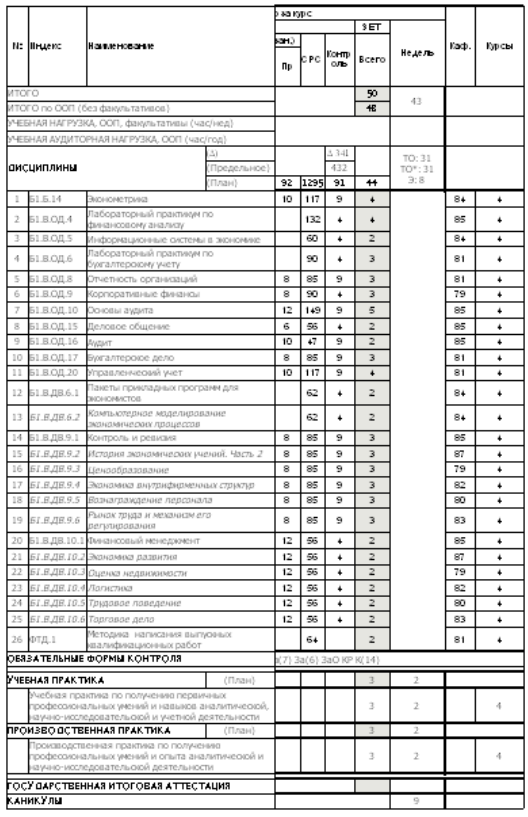 за курс
ЗЕТ
№ Индекс Наименование Пр СРС Контр оль Всего Недель Каф. Курсы
ИТОГО 50 43
ИТОГО по ООП (без факультативов) 48
УЧЕБНАЯ НАГРУЗКА, ООП, факультативы (час/нед)
УЧЕБНАЯ АУДИТОРНАЯ НАГРУЗКА, ООП (час/год)
ДИСЦИПЛИНЫ (Δ) Δ 341 ТО: 31
(Предельное) 432 ТО*: 31
(План) 92 1295 91 44 Э: 8
1 Б1.Б.14 Эконометрика 10 117 9 4 84 4
2 Б1.В.ОД.4 Лабораторный практикум по финансовому анализу 132 4 4 85 4
3 Б1.В.ОД.5 Информационные системы в экономике 60 4 2 84 4
4 Б1.В.ОД.6 Лабораторный практикум по бухгалтерскому учету 90 4 3 81 4
5 Б1.В.ОД.8 Отчетность организаций 8 85 9 3 81 4
6 Б1.В.ОД.9 Корпоративные финансы 8 90 4 3 79 4
7 Б1.В.ОД.10 Основы аудита 12 149 9 5 85 4
8 Б1.В.ОД.15 Деловое общение 6 56 4 2 85 4
9 Б1.В.ОД.16 Аудит 10 47 9 2 85 4
10 Б1.В.ОД.17 Бухгалтерское дело 8 85 9 3 81 4
11 Б1.В.ОД.20 Управленческий учет 10 117 9 4 81 4
12 Б1.В.ДВ.6.1 Пакеты прикладных программ для экономистов 62 4 2 84 4
13 Б1.В.ДВ.6.2 Компьютерное моделирование экономических процессов 62 4 2 84 4
14 Б1.В.ДВ.9.1 Контроль и ревизия 8 85 9 3 85 4
15 Б1.В.ДВ.9.2 История экономических учений. Часть 2 8 85 9 3 87 4
16 Б1.В.ДВ.9.3 Ценообразование 8 85 9 3 79 4
17 Б1.В.ДВ.9.4 Экономика внутрифирменных структур 8 85 9 3 82 4
18 Б1.В.ДВ.9.5 Вознаграждение персонала 8 85 9 3 80 4
19 Б1.В.ДВ.9.6 Рынок труда и механизм его регулирования 8 85 9 3 83 4
20 Б1.В.ДВ.10.1 Финансовый менеджмент 12 56 4 2 85 4
21 Б1.В.ДВ.10.2 Экономика развития 12 56 4 2 87 4
22 Б1.В.ДВ.10.3 Оценка недвижимости 12 56 4 2 79 4
23 Б1.В.ДВ.10.4 Логистика 12 56 4 2 82 4
24 Б1.В.ДВ.10.5 Трудовое поведение 12 56 4 2 80 4
25 Б1.В.ДВ.10.6 Торговое дело 12 56 4 2 83 4
26 ФТД.1 Методика написания выпускных квалификационных работ 64 2 81 4
ОБЯЗАТЕЛЬНЫЕ ФОРМЫ КОНТРОЛЯ (7) За(6) ЗаО КР К(14)
УЧЕБНАЯ ПРАКТИКА (План) 3 2
Учебная практика по получению первичных
профессиональных умений и навыков аналитической, 3 2 4
научно-исследовательской и учетной деятельности
ПРОИЗВОДСТВЕННАЯ ПРАКТИКА (План) 3 2
Производственная практика по получению
профессиональных умений и опыта аналитической и 3 2 4
научно-исследовательской деятельности
ГОСУДАРСТВЕННАЯ ИТОГОВАЯ АТТЕСТАЦИЯ
КАНИКУЛЫ 9